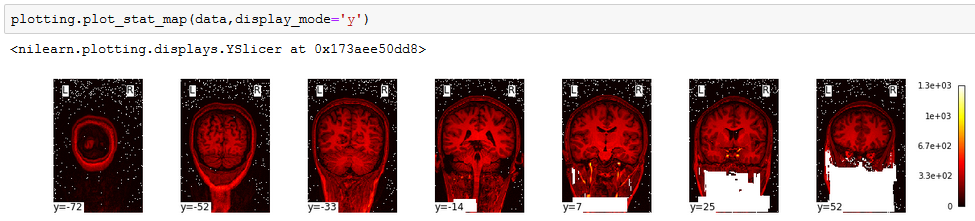 plotting.plot_stat_map(data,display_mode='y')
<nilearn.plotting.displays.YSlicer at 0x173aee50dd8>
L R L R L R L R L R L R L R
1.3e+03
1e+03
6.7e+02
3.3e+02
0
y=-72 y=-52 y=-33 y=-14 y=7 y=25 y=52